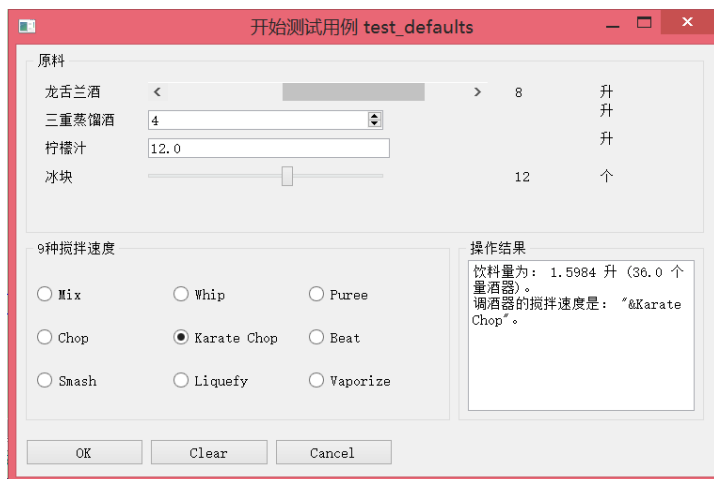 开始测试用例 test_defaults
原料
龙舌兰酒 8 升
三重蒸馏酒 4 升
柠檬汁 12.0 升
冰块 12 个
9种搅拌速度
Mix Whip Puree
Chop Karate Chop Beat
Smash Liquefy Vaporize
操作结果
饮料量为: 1.5984 升 (36.0 个
量酒器)。
调酒器的搅拌速度是: "&Karate
Chop"。
OK Clear Cancel